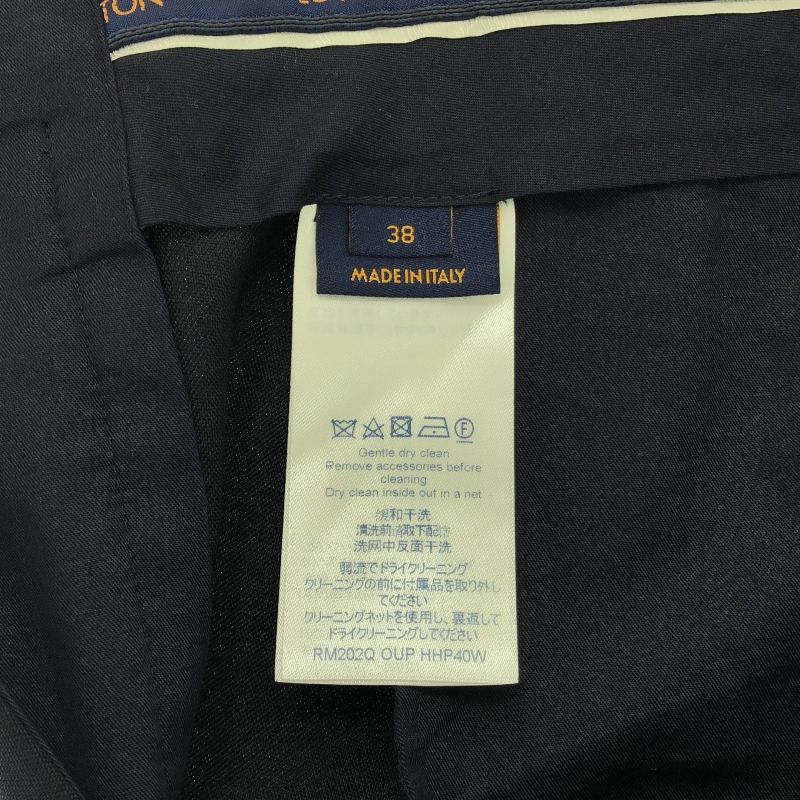 TON
38
MADE IN ITALY
F
Gentle dry clean
Remove accessories before
cleaning
Dry clean inside out in a net
缓和干洗
清洗前请取下配饰
洗网中反面干洗
弱流でドライクリーニング
クリーニングの前に付属品を取り外し
てください
クリーニングネットを使用し、裏返して
ドライクリーニングしてください
RM202Q OUP HHP40W